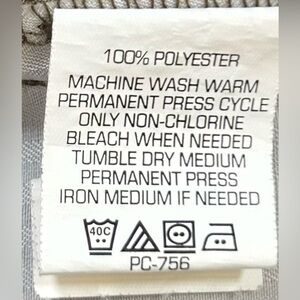 100% POLYESTER
MACHINE WASH WARM
PERMANENT PRESS CYCLE
ONLY NON-CHLORINE
BLEACH WHEN NEEDED
TUMBLE DRY MEDIUM
PERMANENT PRESS
IRON MEDIUM IF NEEDED
40C
PC-756